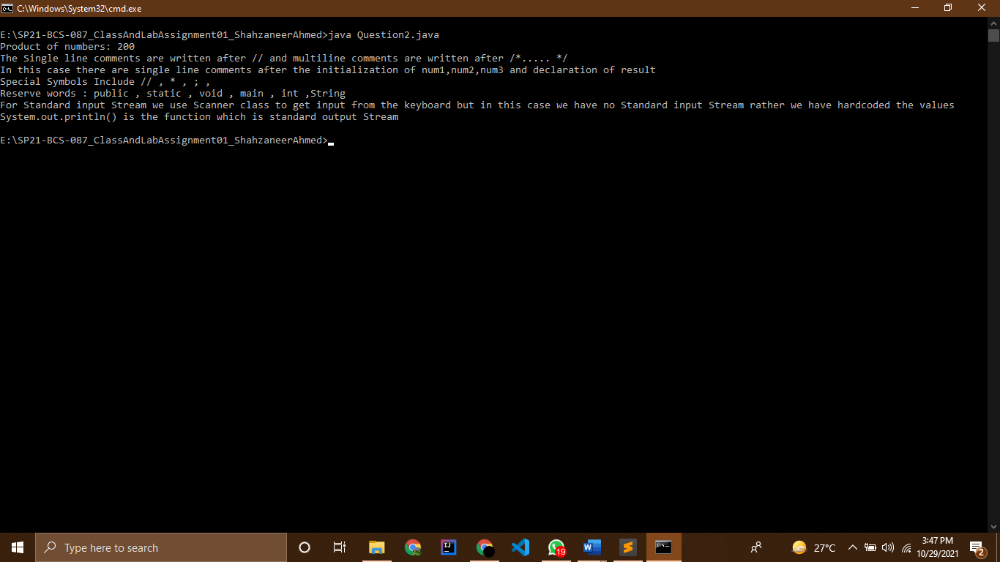 C:\Windows\System32\cmd.exe
E:\SP21-BCS-087_ClassAndLabAssignment01_ShahzaneerAhmed>java Question2.java
Product of numbers: 200
The Single line comments are written after // and multiline comments are written after /*..... */
In this case there are single line comments after the initialization of num1,num2,num3 and declaration of result
Special Symbols Include // , * , ; ,
Reserve words : public , static , void , main , int ,String
For Standard input Stream we use Scanner class to get input from the keyboard but in this case we have no Standard input Stream rather we have hardcoded the values
System.out.println() is the function which is standard output Stream
E:\SP21-BCS-087_ClassAndLabAssignment01_ShahzaneerAhmed>
Type here to search
19
27°C
3:47 PM
10/29/2021
2